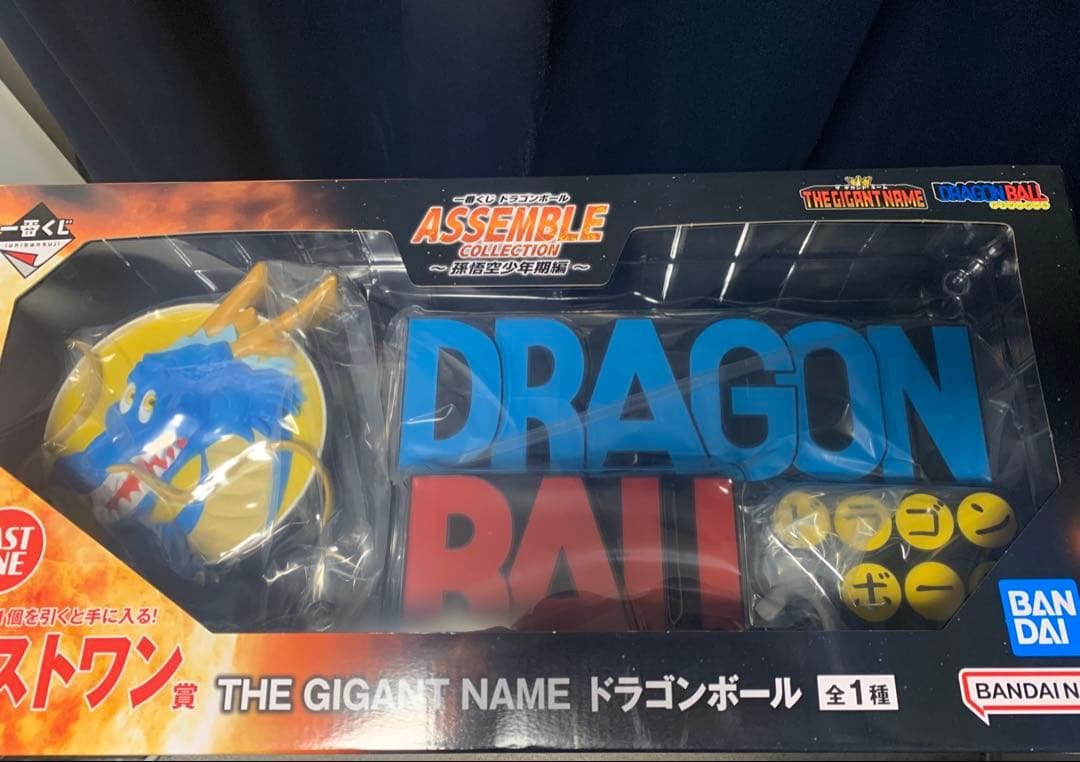 一番くじ
ichibankuji
一番くじ ドラゴンボール
ASSEMBLE
COLLECTION
~ 孫悟空少年期編 ~
THE GIGANT NAME
DRAGON BALL
DRAGON
BALL
ドラゴン
ボー
AST
NE
個を引くと手に入る!
ストワン賞
THE GIGANT NAME ドラゴンボール 全1種
BAN
DAI
BANDAI N